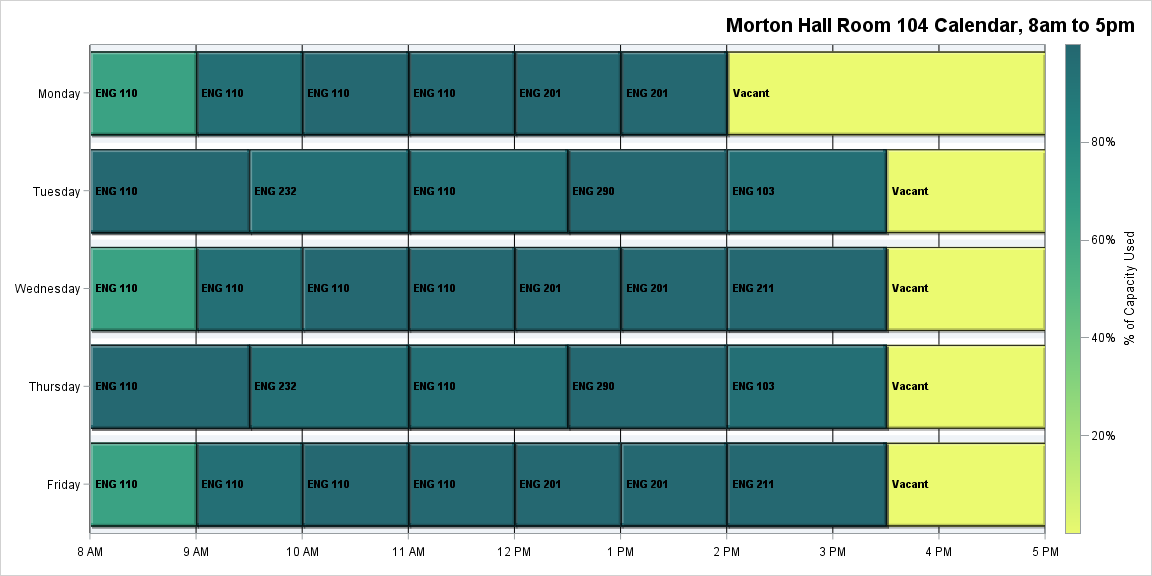 Morton Hall Room 104 Calendar, 8am to 5pm
Monday ENG 110 ENG 110 ENG 110 ENG 110 ENG 201 ENG 201 Vacant
Tuesday ENG 110 ENG 232 ENG 110 ENG 290 ENG 103 Vacant
Wednesday ENG 110 ENG 110 ENG 110 ENG 110 ENG 201 ENG 201 ENG 211 Vacant
Thursday ENG 110 ENG 232 ENG 110 ENG 290 ENG 103 Vacant
Friday ENG 110 ENG 110 ENG 110 ENG 110 ENG 201 ENG 201 ENG 211 Vacant
8 AM 9 AM 10 AM 11 AM 12 PM 1 PM 2 PM 3 PM 4 PM 5 PM
80%
60%
40%
20%
% of Capacity Used